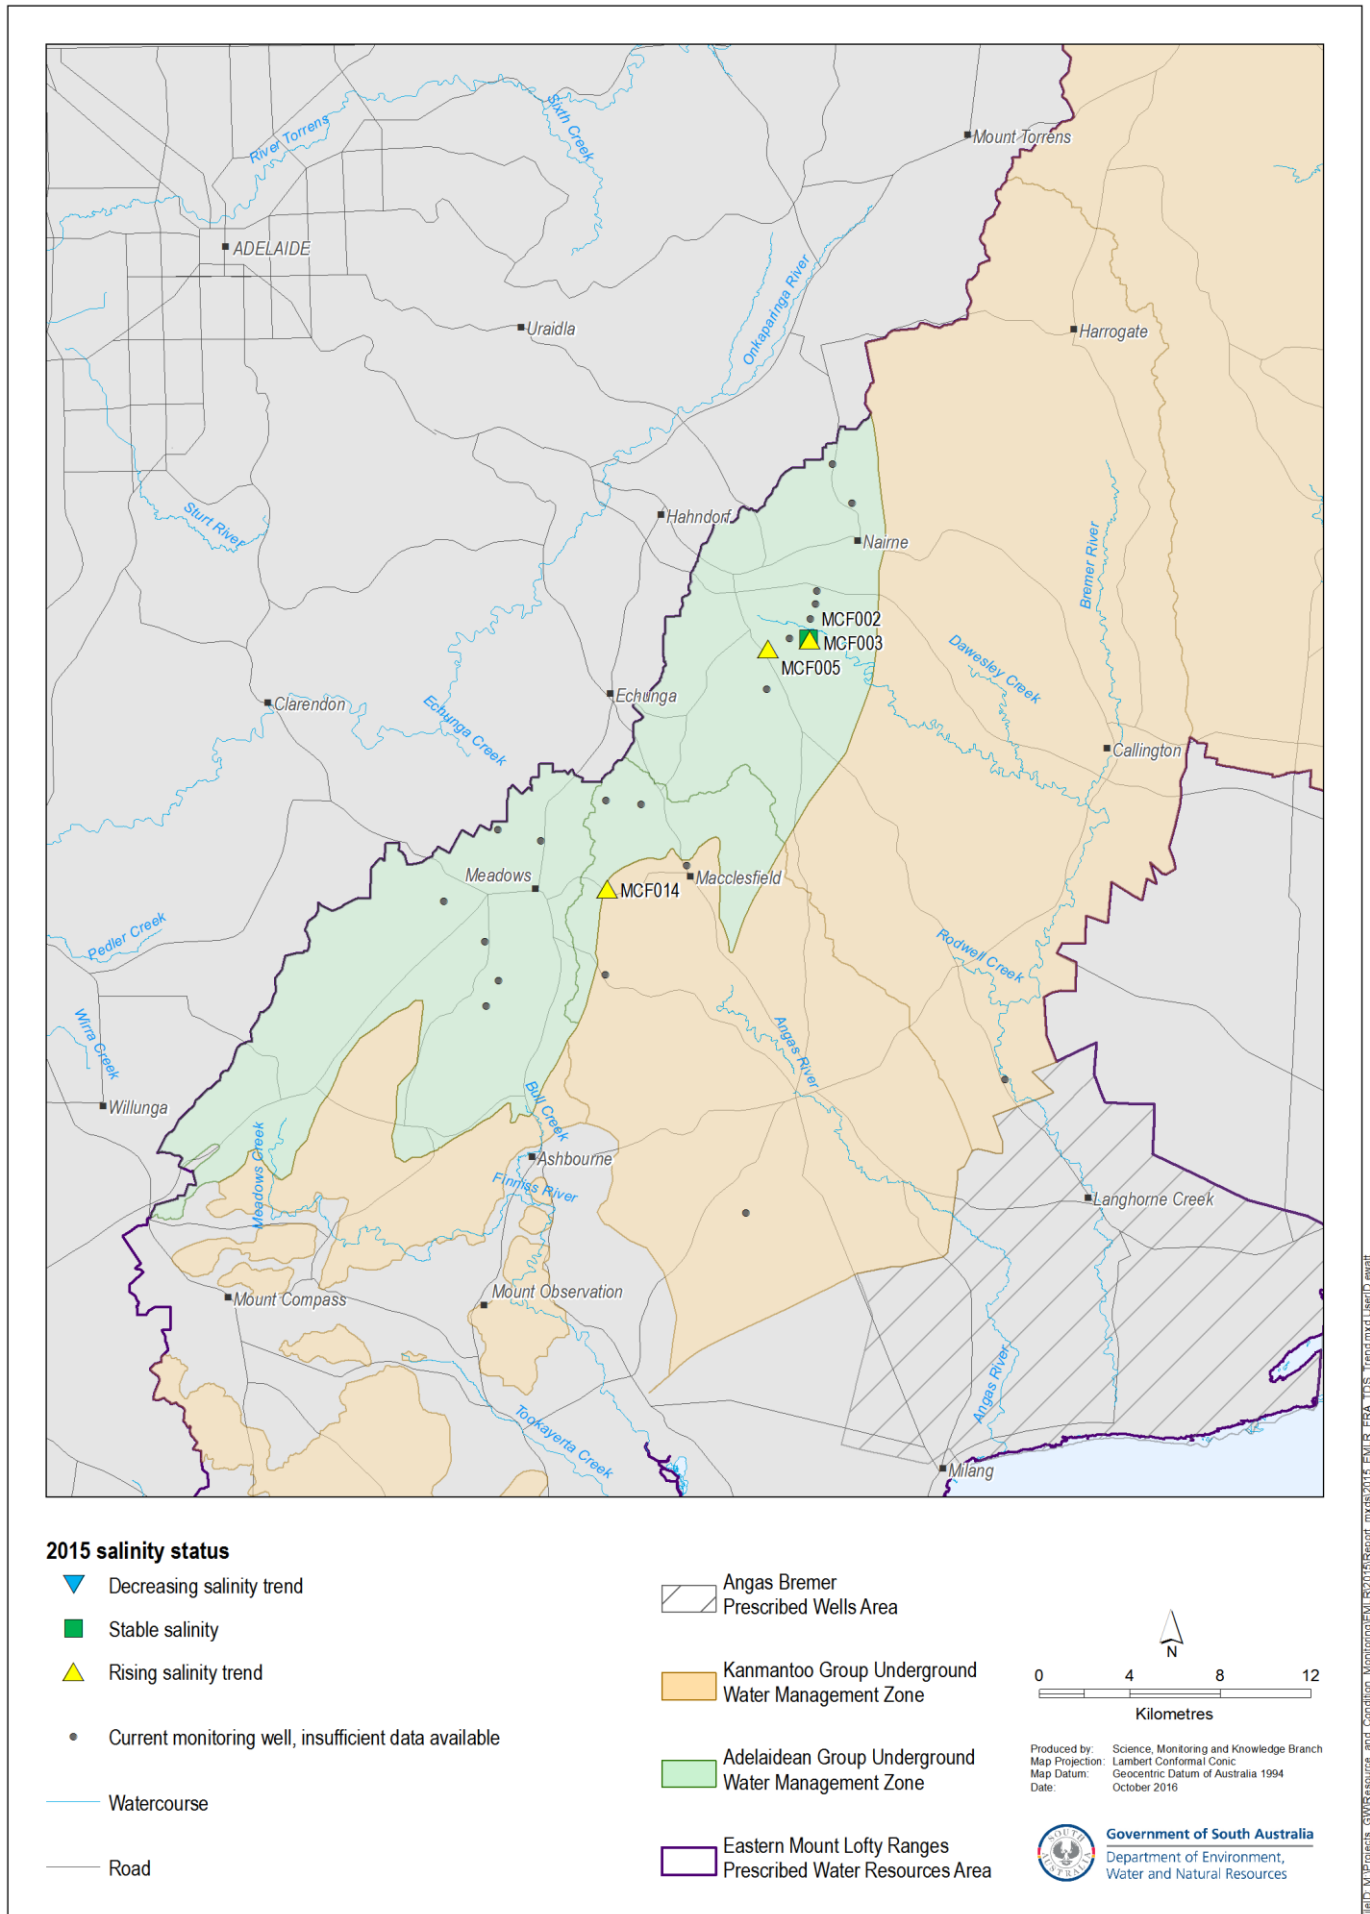 River Torrens
Sixth Creek
Mount Torrens
ADELAIDE
Onkaparinga River
Uraidla
Harrogate
Sturt River
Hahndorf
Nairne
Bremer River
MCF002
MCF003
MCF005
Dawesley Creek
Echunga
Clarendon
Echunga Creek
Callington
Meadows
Macclesfield
MCF014
Pedler Creek
Rodwell Creek
Wirra Creek
Angas River
Willunga
Bull Creek
Meadows Creek
Ashbourne
Finniss River
Langhorne Creek
Mount Compass
Mount Observation
Angas River
Tookayerta Creek
Milang
2015 salinity status
Decreasing salinity trend
Stable salinity
Rising salinity trend
Current monitoring well, insufficient data available
Watercourse
Road
Angas Bremer
Prescribed Wells Area
Kanmantoo Group Underground
Water Management Zone
Adelaidean Group Underground
Water Management Zone
Eastern Mount Lofty Ranges
Prescribed Water Resources Area
N
0 4 8 12
Kilometres
Produced by: Science, Monitoring and Knowledge Branch
Map Projection: Lambert Conformal Conic
Map Datum: Geocentric Datum of Australia 1994
Date: October 2016
SOUTH AUSTRALIA
Government of South Australia
Department of Environment,
Water and Natural Resources